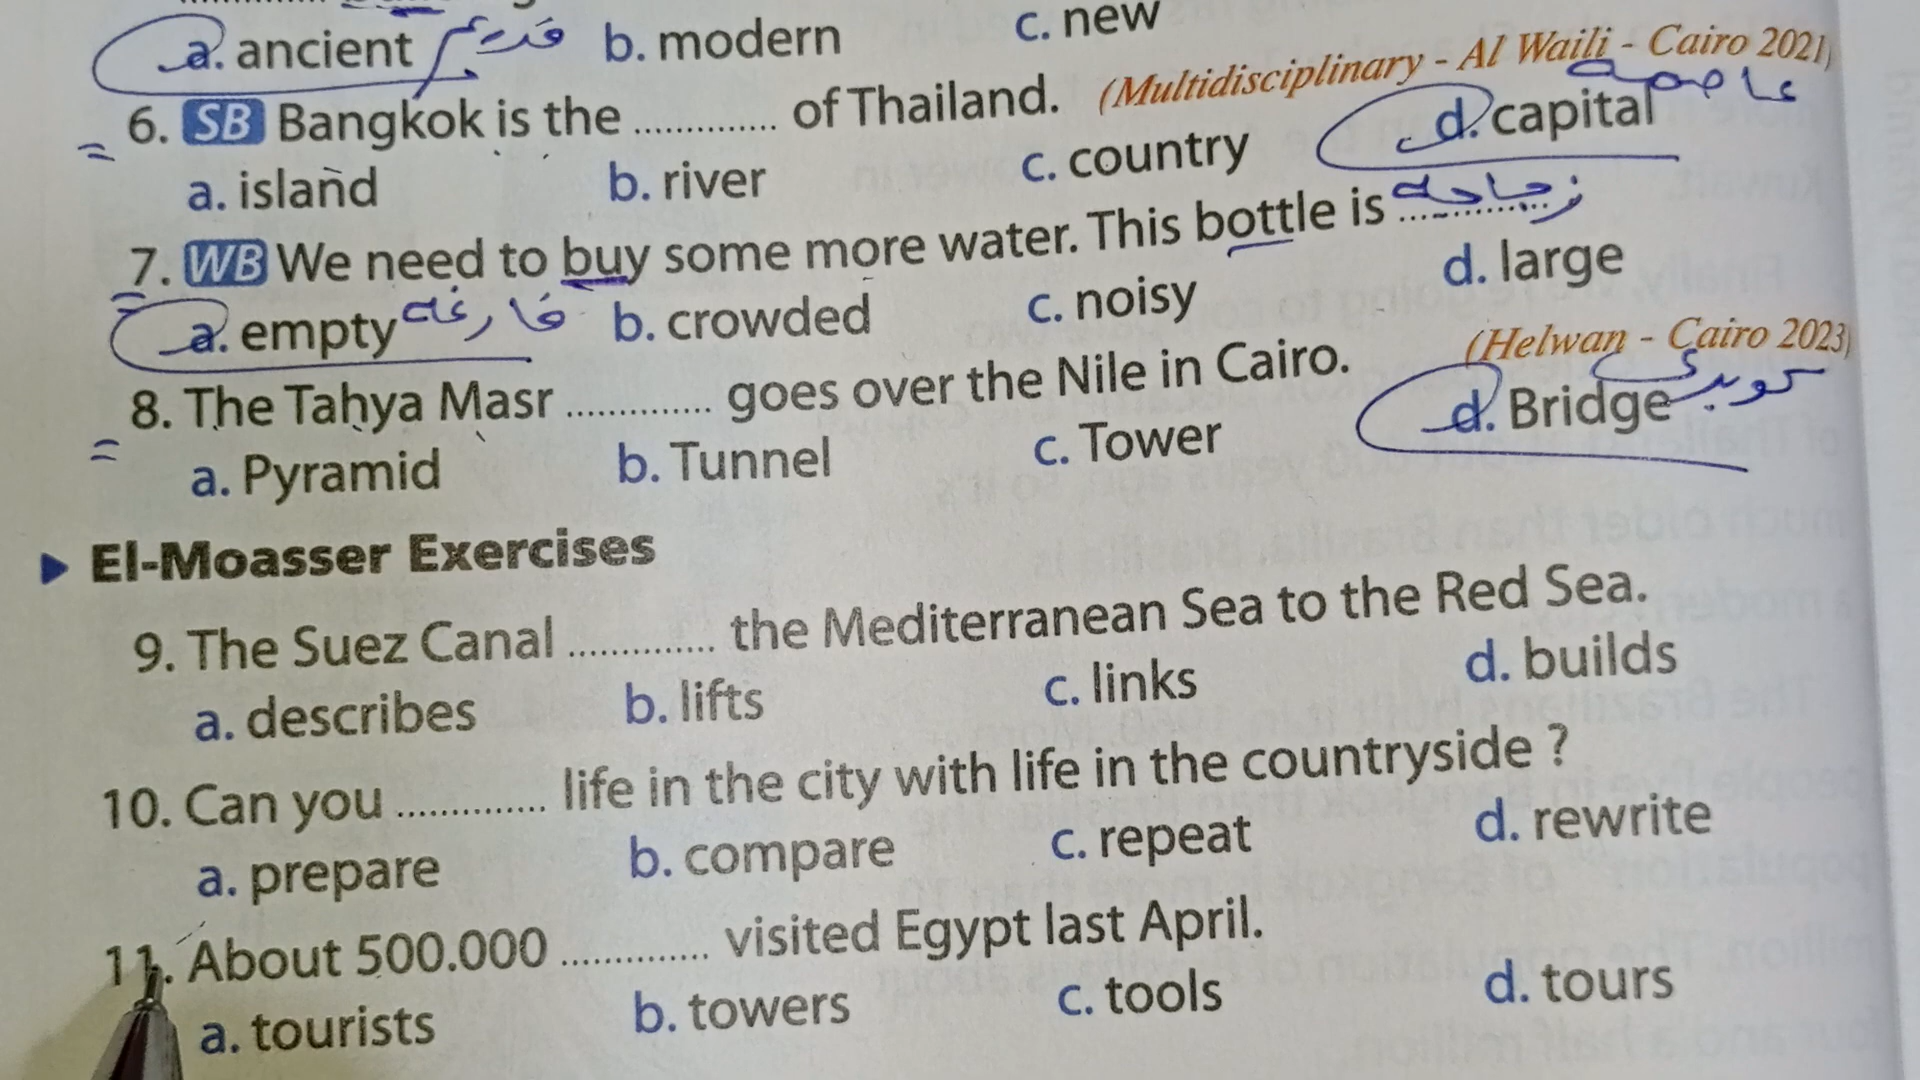 a. ancient قديم b. modern c. new
(Multidisciplinary - Al Waili - Cairo 2021)
6. SB Bangkok is the .............. of Thailand.
a. island b. river c. country d. capital عاصمة
7. WB We need to buy some more water. This bottle is .............. زجاجة
a. empty فارغة b. crowded c. noisy d. large
(Helwan - Cairo 2023)
8. The Tahya Masr .............. goes over the Nile in Cairo.
a. Pyramid b. Tunnel c. Tower d. Bridge كوبري
El-Moasser Exercises
9. The Suez Canal .............. the Mediterranean Sea to the Red Sea.
a. describes b. lifts c. links d. builds
10. Can you .............. life in the city with life in the countryside ?
a. prepare b. compare c. repeat d. rewrite
11. About 500.000 .............. visited Egypt last April.
a. tourists b. towers c. tools d. tours